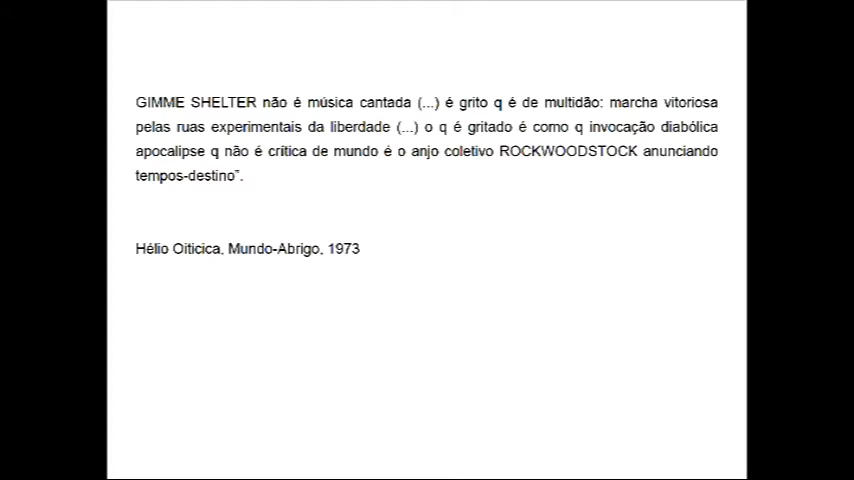 GIMME SHELTER não é música cantada (...) é grito q é de multidão: marcha vitoriosa
pelas ruas experimentais da liberdade (...) o q é gritado é como q invocação diabólica
apocalipse q não é crítica de mundo é o anjo coletivo ROCKWOODSTOCK anunciando
tempos-destino”.
Hélio Oiticica, Mundo-Abrigo, 1973